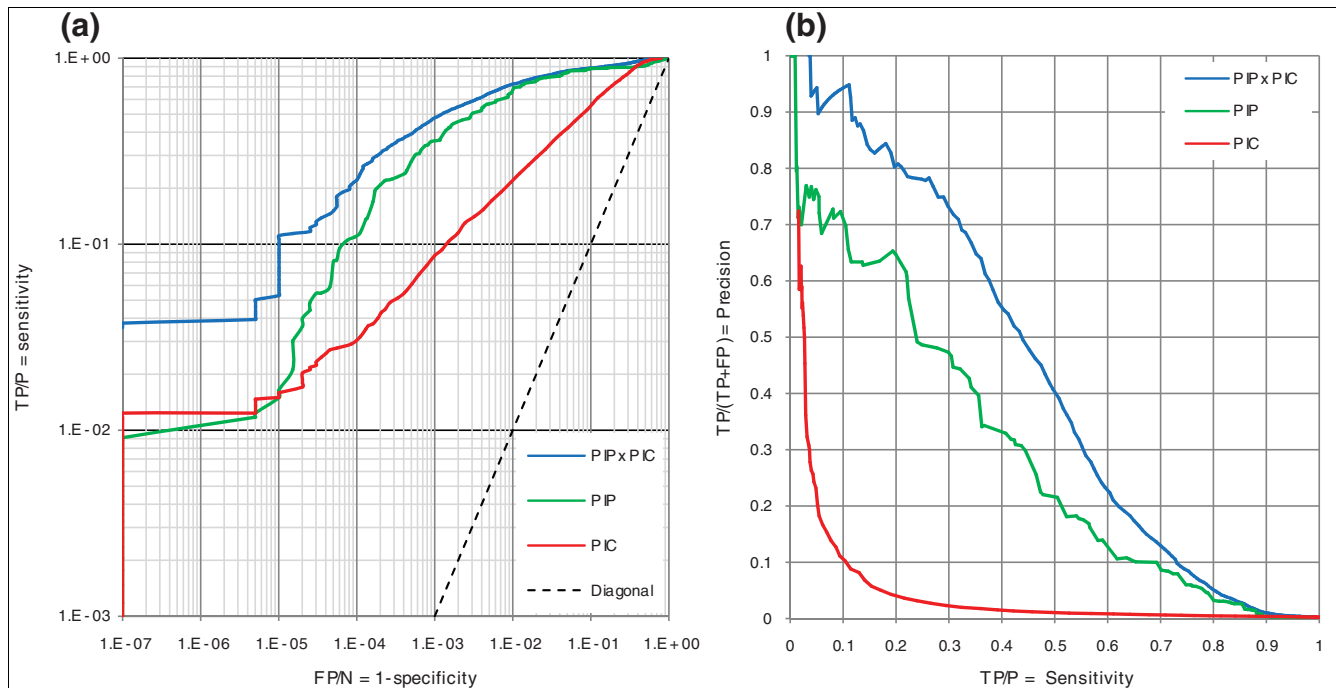 (a)
1.E+00
1.E-01
1.E-02
1.E-03
TP/P = sensitivity
1.E-07
1.E-06
1.E-05
1.E-04
1.E-03
1.E-02
1.E-01
1.E+00
FP/N = 1-specificity
PIP x PIC
PIP
PIC
Diagonal
(b)
1
0.9
0.8
0.7
0.6
0.5
0.4
0.3
0.2
0.1
0
TP/(TP+FP) = Precision
0
0.1
0.2
0.3
0.4
0.5
0.6
0.7
0.8
0.9
1
TP/P = Sensitivity
PIP x PIC
PIP
PIC